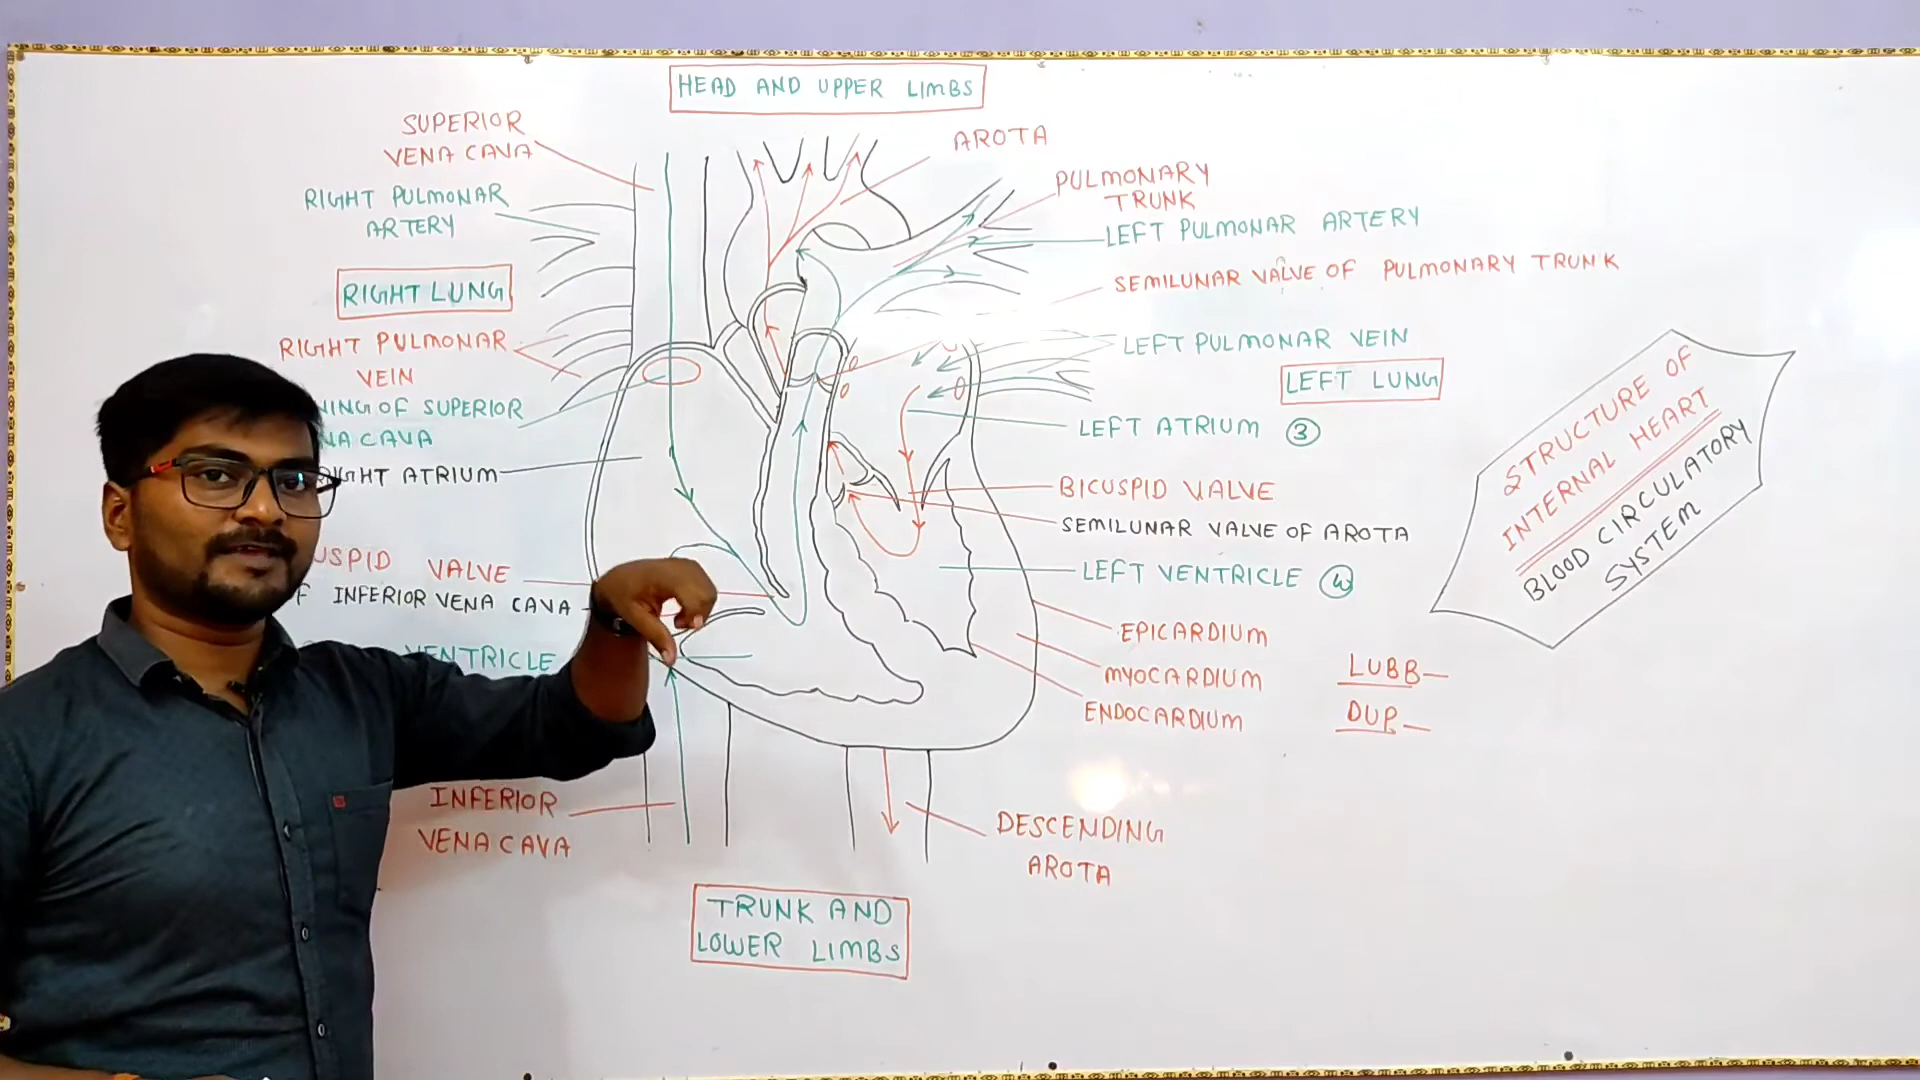 HEAD AND UPPER LIMBS
SUPERIOR
VENA CAVA
RIGHT PULMONAR
ARTERY
RIGHT LUNG
RIGHT PULMONAR
VEIN
NING OF SUPERIOR
NA CAVA
RIGHT ATRIUM
USPID VALVE
F INFERIOR VENA CAVA
VENTRICLE
INFERIOR
VENA CAVA
AROTA
PULMONARY
TRUNK
LEFT PULMONAR ARTERY
SEMILUNAR VALVE OF PULMONARY TRUNK
LEFT PULMONAR VEIN
LEFT LUNG
LEFT ATRIUM 3
BICUSPID VALVE
SEMILUNAR VALVE OF AROTA
LEFT VENTRICLE 4
EPICARDIUM
MYOCARDIUM
ENDOCARDIUM
LUBB-
DUP-
DESCENDING
AROTA
TRUNK AND
LOWER LIMBS
STRUCTURE OF
INTERNAL HEART
BLOOD CIRCULATORY
SYSTEM